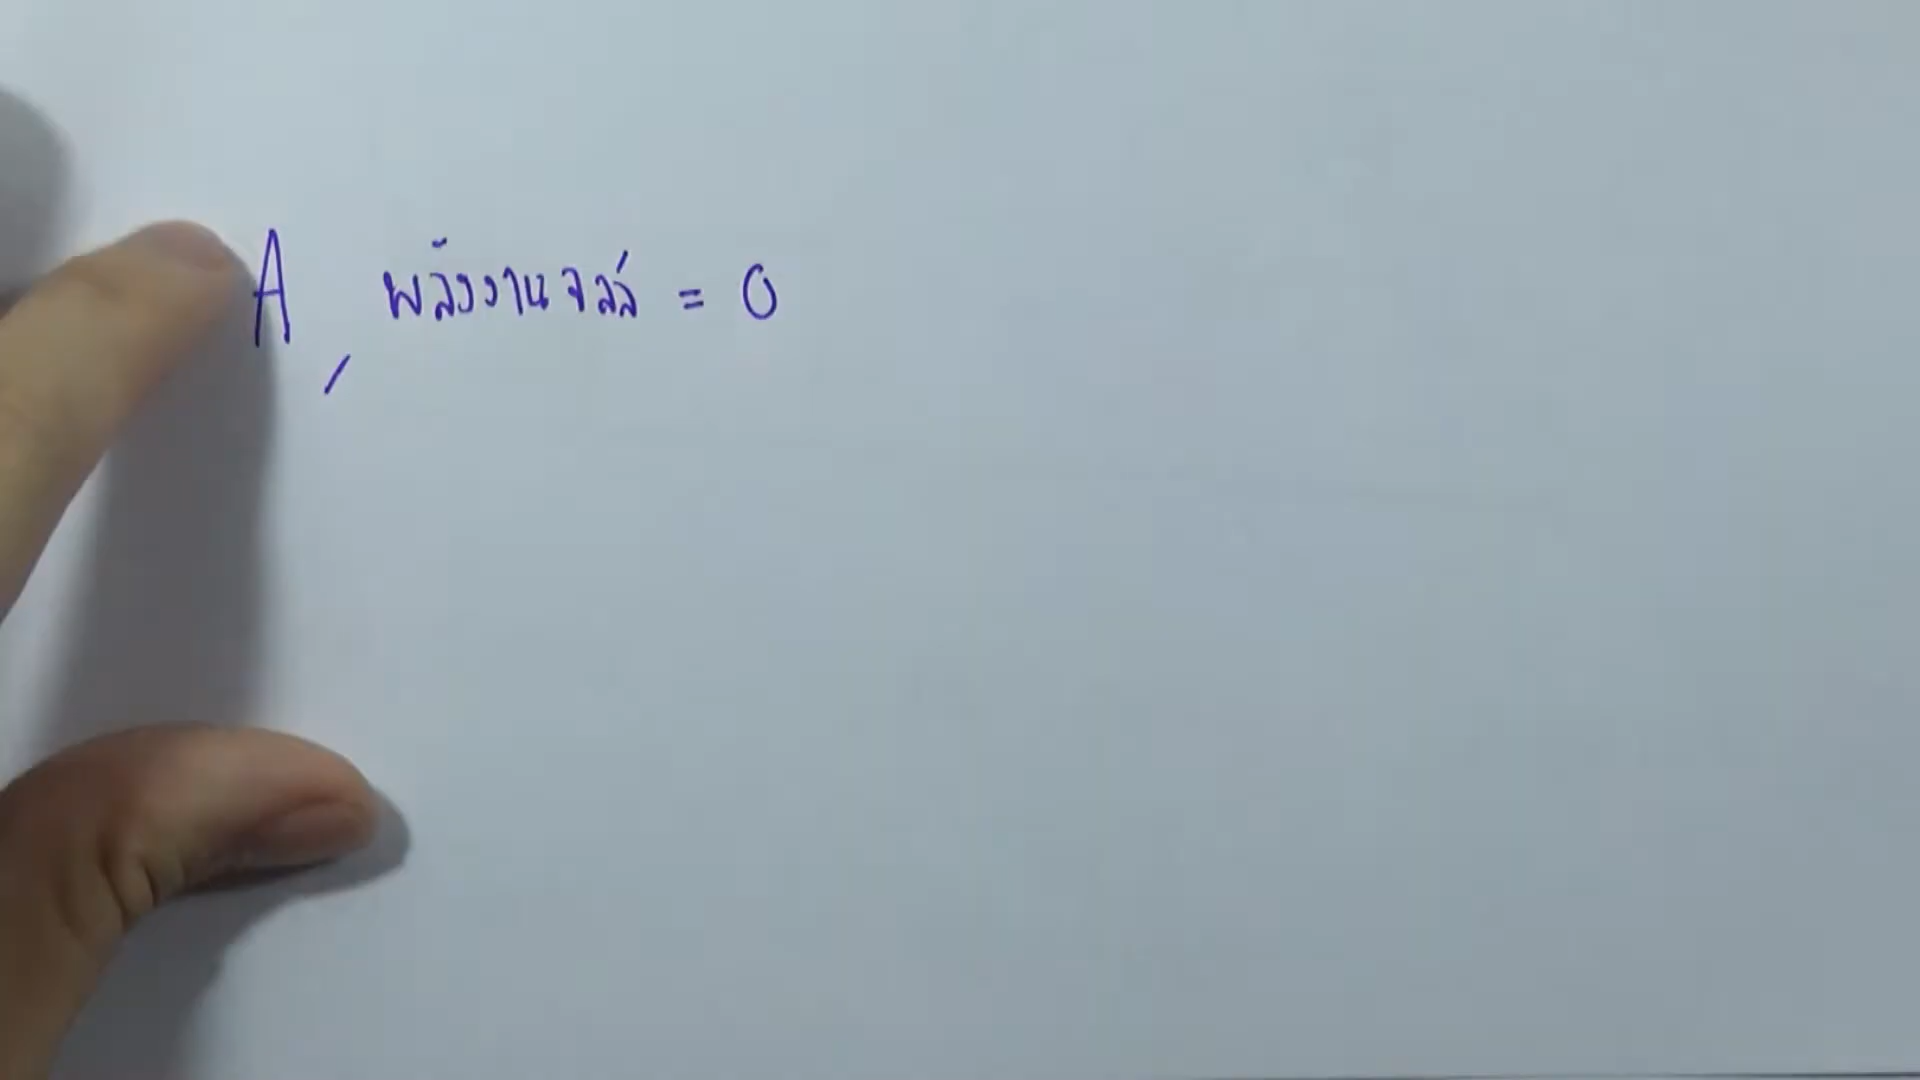 A, พลังงานจลน์ = 0